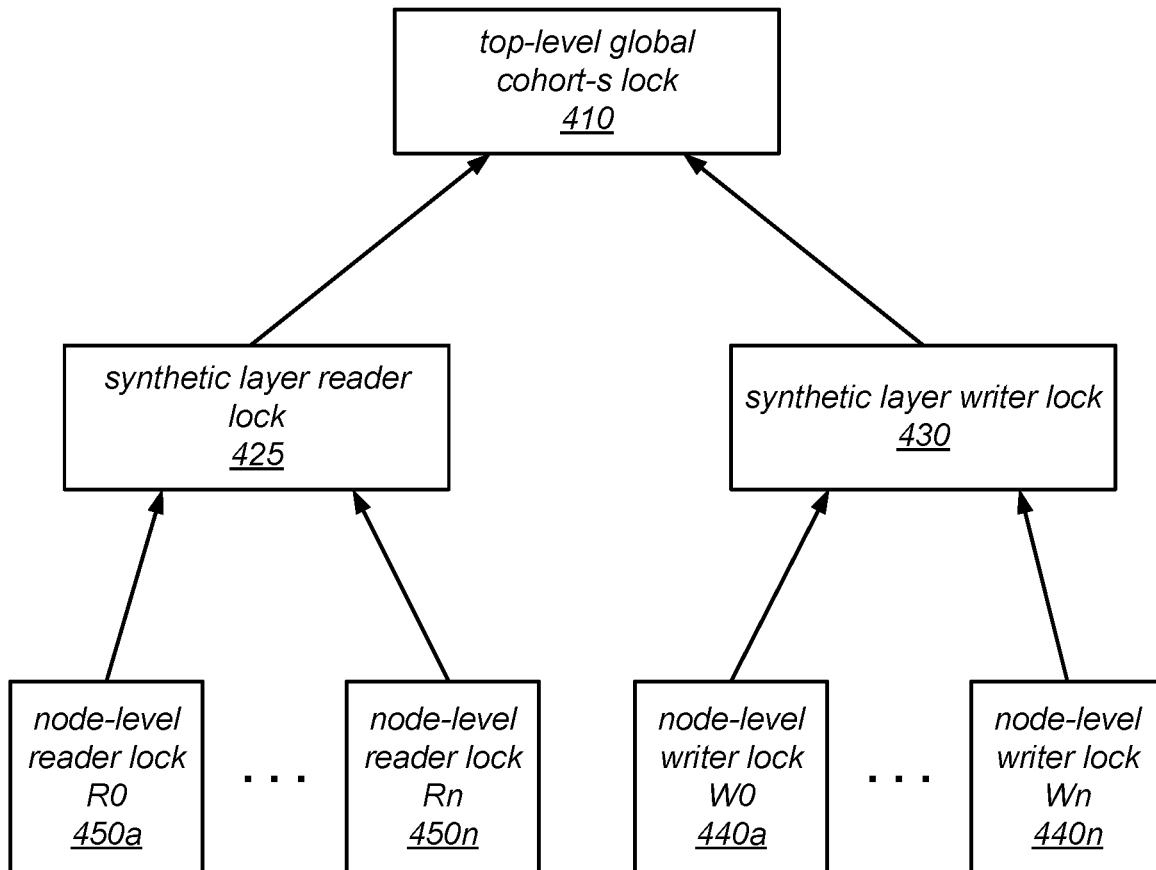 top-level global
cohort-s lock
410
synthetic layer reader
lock
425
synthetic layer writer lock
430
node-level
reader lock
R0
450a
. . .
node-level
reader lock
Rn
450n
node-level
writer lock
W0
440a
. . .
node-level
writer lock
Wn
440n